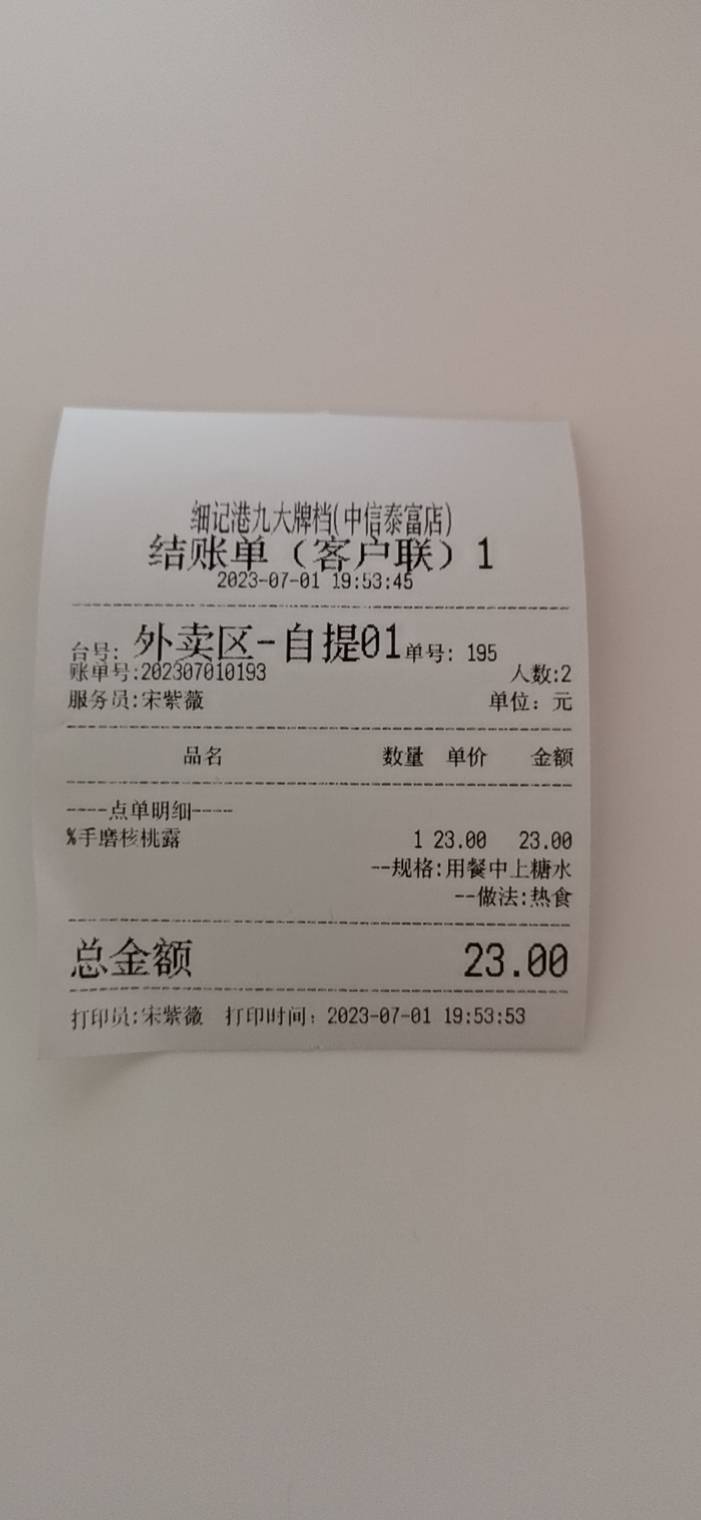 细记港九大牌档(中信泰富店)
结账单（客户联）1
2023-07-01 19:53:45
台号: 外卖区-自提01 单号: 195
账单号:202307010193 人数:2
服务员:宋紫薇 单位：元
品名 数量 单价 金额
----点单明细----
%手磨核桃露 1 23.00 23.00
--规格:用餐中上糖水
--做法:热食
总金额 23.00
打印员:宋紫薇 打印时间：2023-07-01 19:53:53